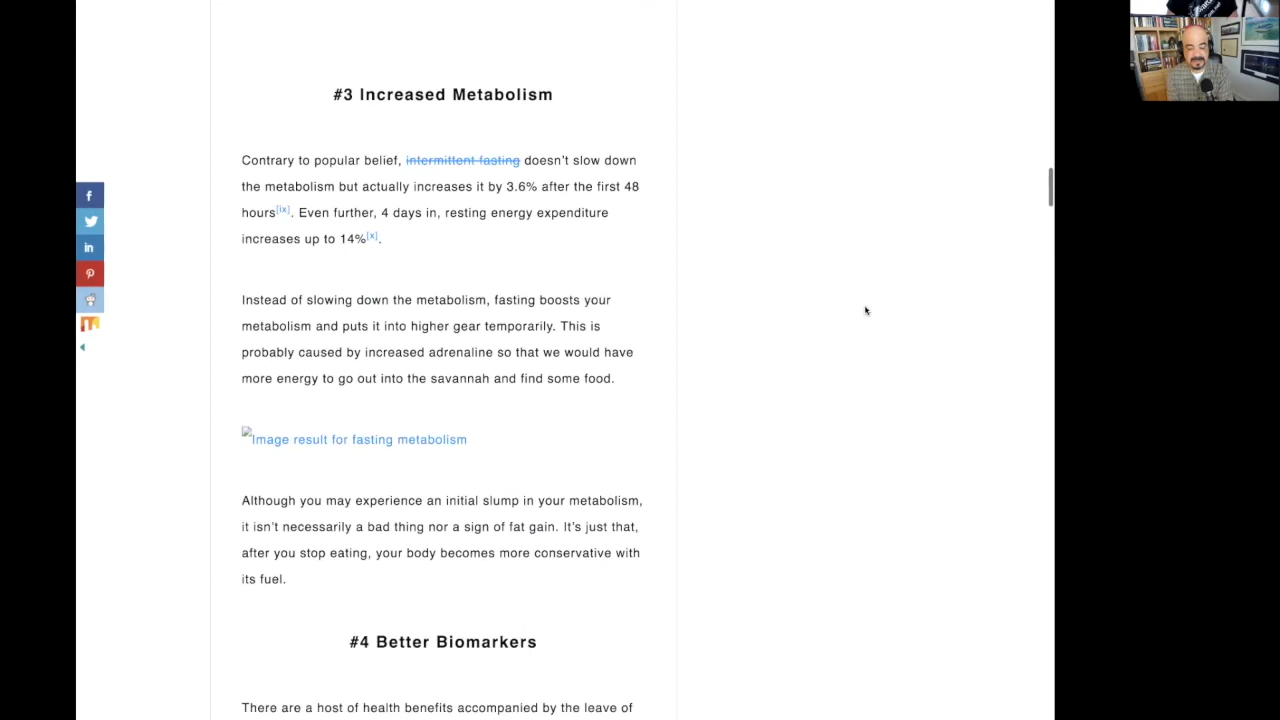 #3 Increased Metabolism
Contrary to popular belief, intermittent fasting doesn't slow down
the metabolism but actually increases it by 3.6% after the first 48
hours[ix]. Even further, 4 days in, resting energy expenditure
increases up to 14%[x].
Instead of slowing down the metabolism, fasting boosts your
metabolism and puts it into higher gear temporarily. This is
probably caused by increased adrenaline so that we would have
more energy to go out into the savannah and find some food.
Image result for fasting metabolism
Although you may experience an initial slump in your metabolism,
it isn't necessarily a bad thing nor a sign of fat gain. It's just that,
after you stop eating, your body becomes more conservative with
its fuel.
#4 Better Biomarkers
There are a host of health benefits accompanied by the leave of